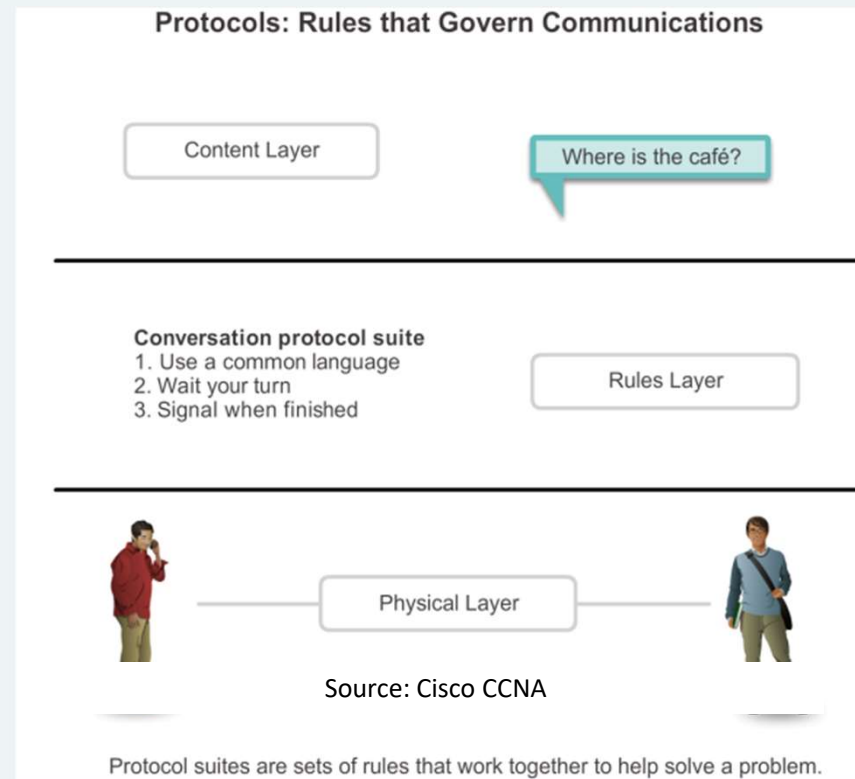 Protocols: Rules that Govern Communications
Content Layer
Where is the café?
Conversation protocol suite
1. Use a common language
2. Wait your turn
3. Signal when finished
Rules Layer
Physical Layer
Source: Cisco CCNA
Protocol suites are sets of rules that work together to help solve a problem.